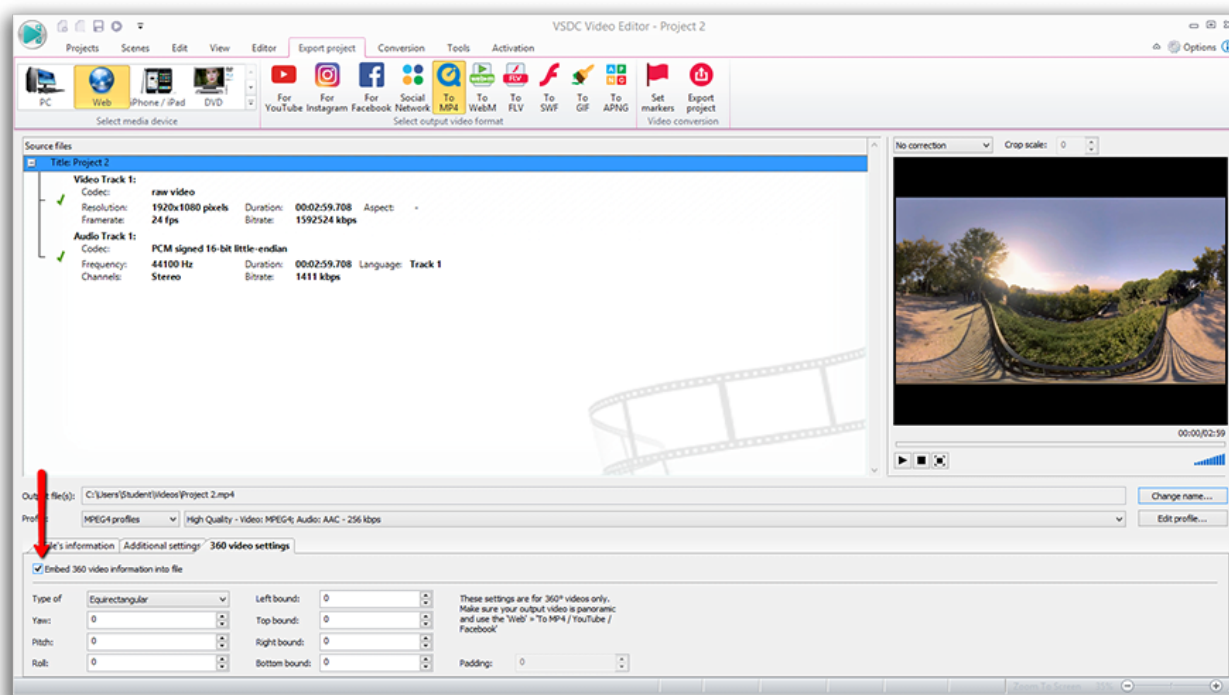 VSDC Video Editor - Project 2
Projects Scenes Edit View Editor Export project Conversion Tools Activation
Options
PC Web iPhone / iPad DVD
For YouTube For Instagram For Facebook Social Network To MP4 To WebM To FLV To SWF To GIF To APNG Set markers Export project
Select media device Select output video format Video conversion
Source files
No correction Crop scale: 0
Title: Project 2
Video Track 1:
Codec: raw video
Resolution: 1920x1080 pixels Duration: 00:02:59.708 Aspect: -
Framerate: 24 fps Bitrate: 1592524 kbps
Audio Track 1:
Codec: PCM signed 16-bit little-endian
Frequency: 44100 Hz Duration: 00:02:59.708 Language: Track 1
Channels: Stereo Bitrate: 1411 kbps
00:00/02:59
file(s): C:\Users\Student\Videos\Project 2.mp4 Change name...
MPEG4 profiles High Quality - Video: MPEG4; Audio: AAC - 256 kbps Edit profile...
information Additional settings 360 video settings
Embed 360 video information into file
Type of Equirectangular Left bound: 0 These settings are for 360° videos only.
Make sure your output video is panoramic
Yaw: 0 Top bound: 0 and use the 'Web' » 'To MP4 / YouTube /
Facebook'
Pitch: 0 Right bound: 0
Roll: 0 Bottom bound: 0 Padding: 0
Zoom To Screen